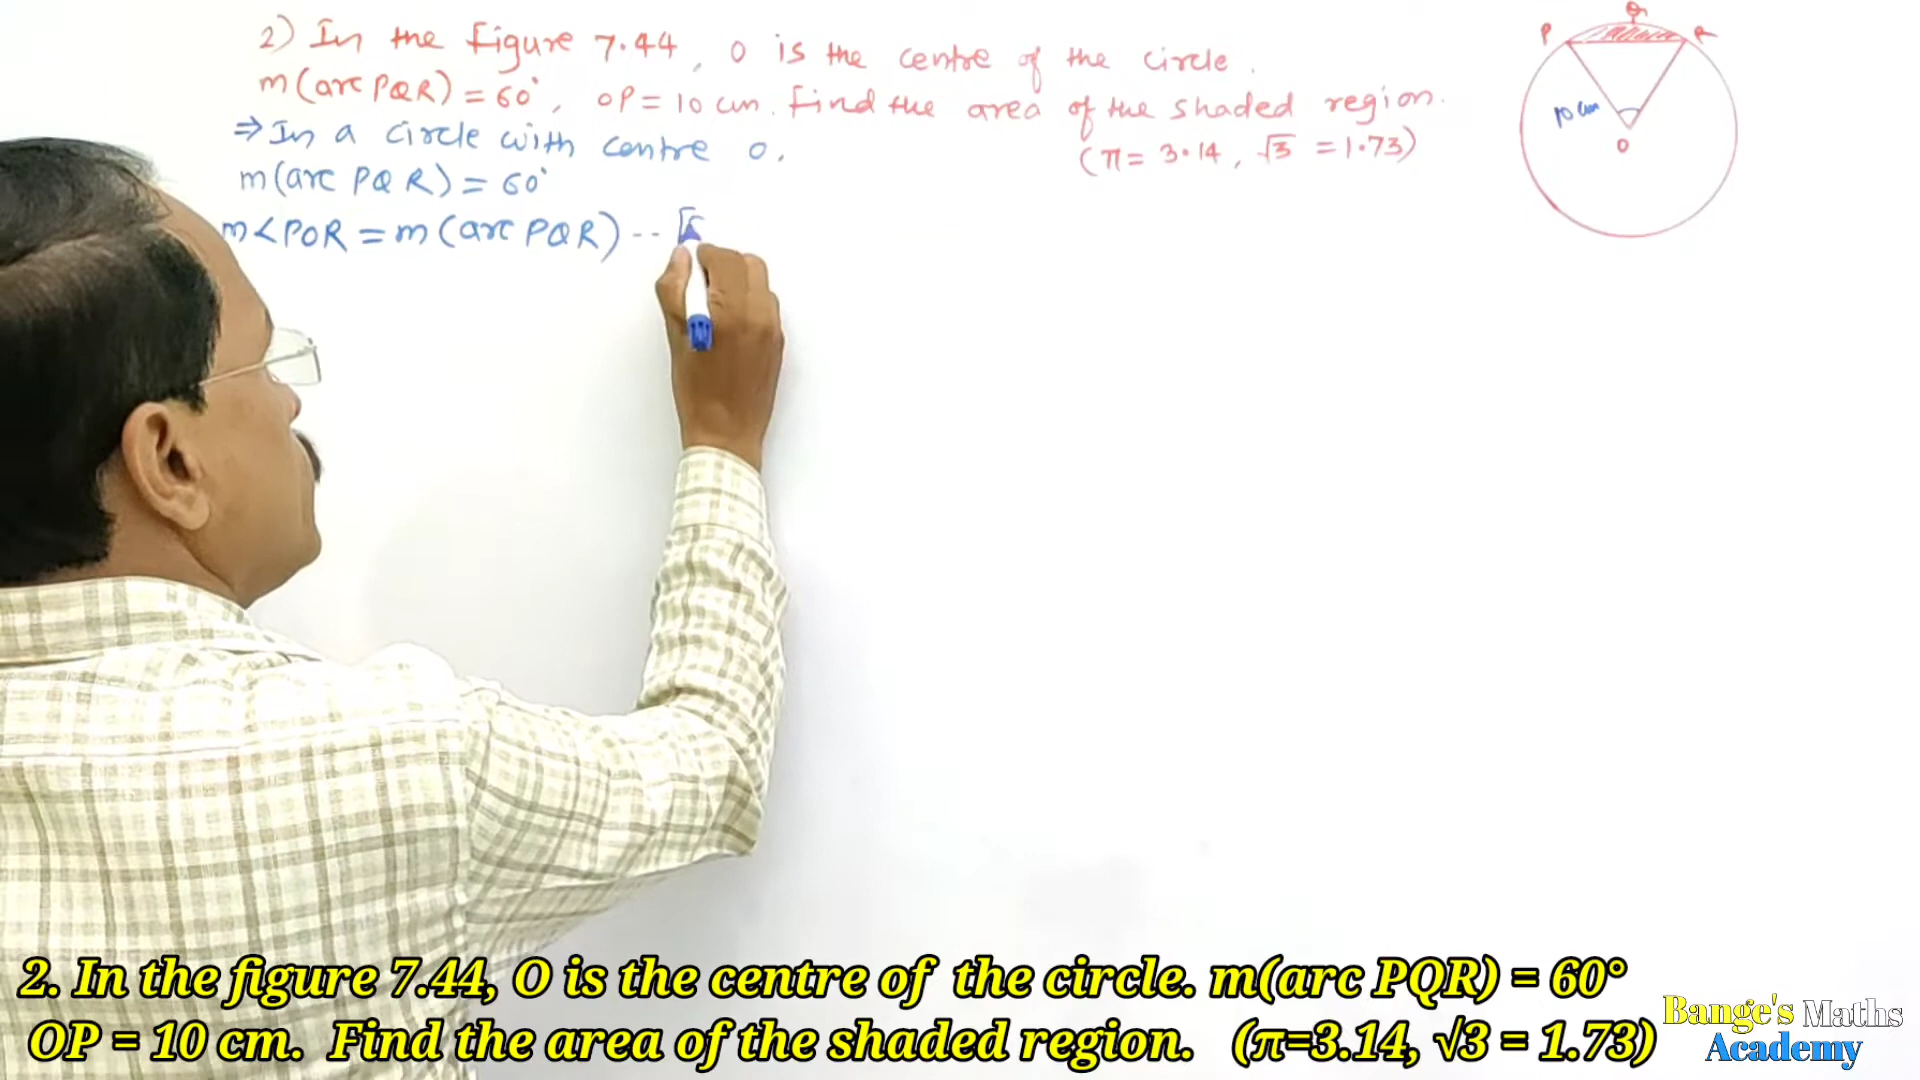 2) In the figure 7.44, O is the centre of the circle.
m(arc PQR) = 60°, OP = 10 cm. Find the area of the shaded region.
(π = 3.14, √3 = 1.73)
⇒ In a circle with centre O,
m(arc PQR) = 60°
m<POR = m(arc PQR) --
Q
P
R
10 cm
O
2. In the figure 7.44, O is the centre of the circle. m(arc PQR) = 60°
OP = 10 cm. Find the area of the shaded region. (π=3.14, √3 = 1.73)
Bange's Maths
Academy